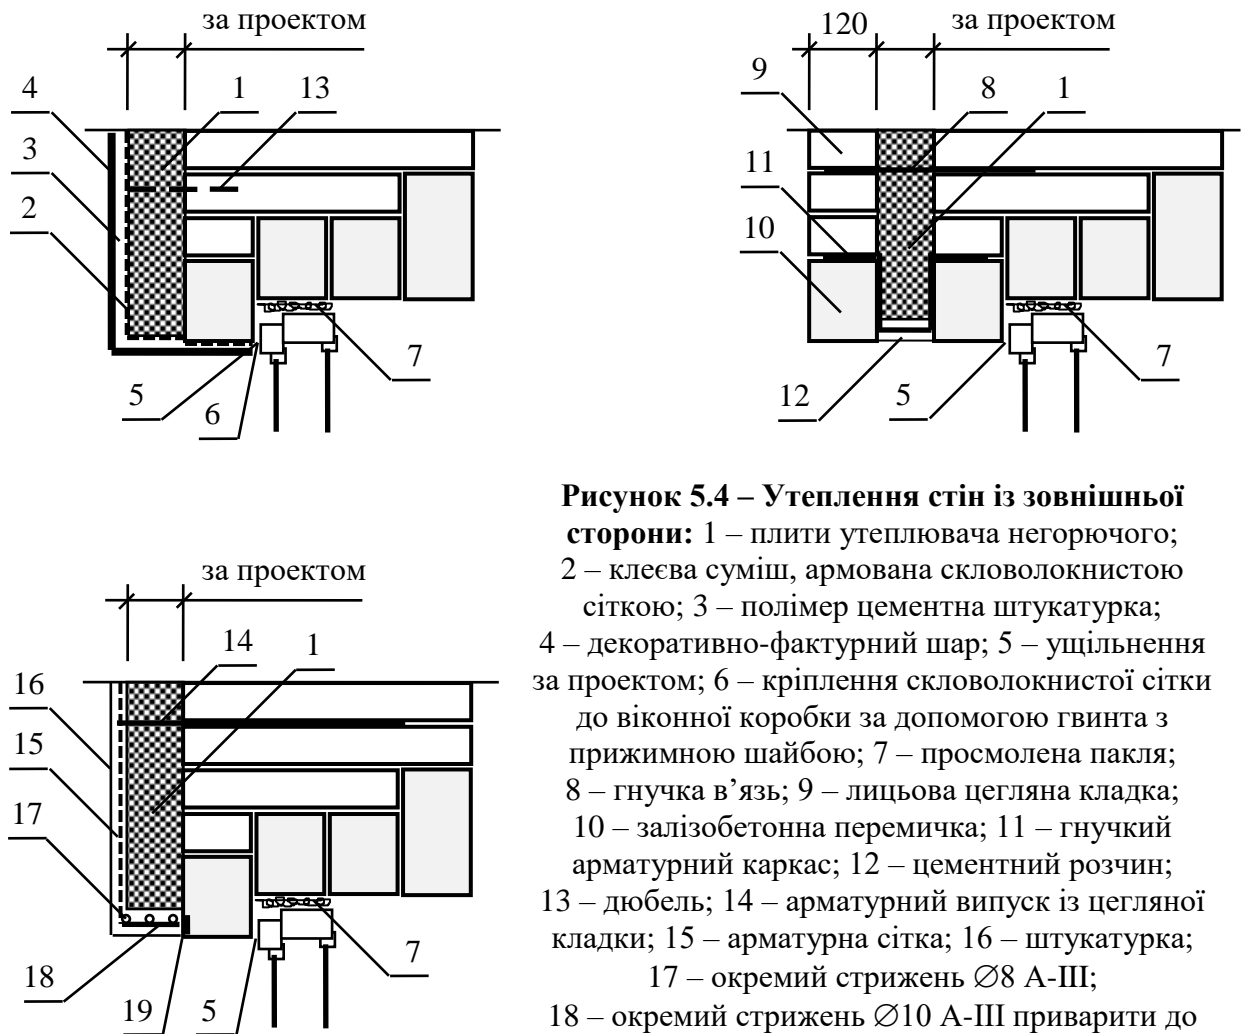 за проектом
4
1
13
3
2
5
6
7
120
за проектом
9
8
1
11
10
12
5
7
за проектом
14
1
16
15
17
18
19
5
7
Рисунок 5.4 – Утеплення стін із зовнішньої
сторони: 1 – плити утеплювача негорючого;
2 – клеєва суміш, армована скловолокнистою
сіткою; 3 – полімер цементна штукатурка;
4 – декоративно-фактурний шар; 5 – ущільнення
за проектом; 6 – кріплення скловолокнистої сітки
до віконної коробки за допомогою гвинта з
прижимною шайбою; 7 – просмолена пакля;
8 – гнучка в’язь; 9 – лицьова цегляна кладка;
10 – залізобетонна перемичка; 11 – гнучкий
арматурний каркас; 12 – цементний розчин;
13 – дюбель; 14 – арматурний випуск із цегляної
кладки; 15 – арматурна сітка; 16 – штукатурка;
17 – окремий стрижень ∅8 А-ІІІ;
18 – окремий стрижень ∅10 А-ІІІ приварити до